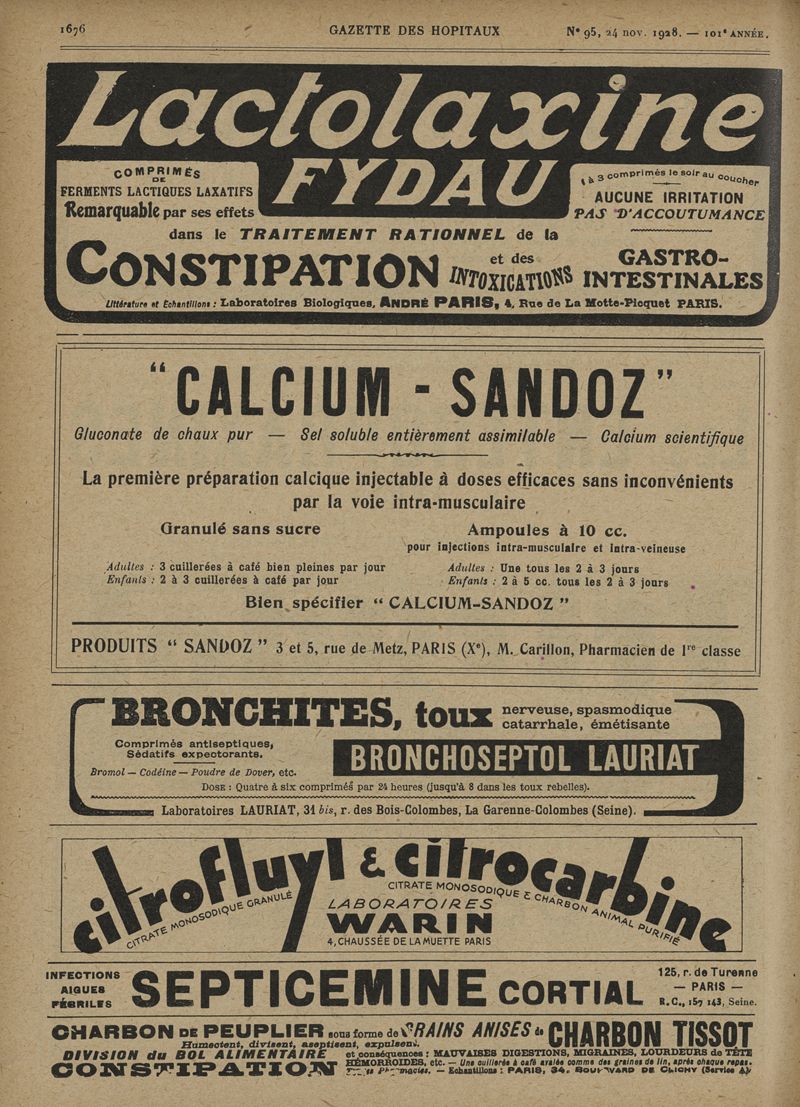 1676
GAZETTE DES HOPITAUX
N° 95, 24 nov. 1928. — 101e ANNÉE.
Lactolaxine
FYDAU
COMPRIMÉS
DE
FERMENTS LACTIQUES LAXATIFS
Remarquable par ses effets
1 à 3 comprimés le soir au coucher
AUCUNE IRRITATION
PAS D'ACCOUTUMANCE
dans le TRAITEMENT RATIONNEL de la
CONSTIPATION et des INTOXICATIONS GASTRO-
INTESTINALES
Littérature et Echantillons : Laboratoires Biologiques, ANDRÉ PARIS, 4, Rue de La Motte-Picquet PARIS.
"CALCIUM - SANDOZ"
Gluconate de chaux pur — Sel soluble entièrement assimilable — Calcium scientifique
La première préparation calcique injectable à doses efficaces sans inconvénients
par la voie intra-musculaire
Granulé sans sucre
Adultes : 3 cuillerées à café bien pleines par jour
Enfants : 2 à 3 cuillerées à café par jour
Ampoules à 10 cc.
pour injections intra-musculaire et intra-veineuse
Adultes : Une tous les 2 à 3 jours
Enfants : 2 à 5 cc. tous les 2 à 3 jours
Bien spécifier "CALCIUM-SANDOZ"
PRODUITS "SANDOZ" 3 et 5, rue de Metz, PARIS (Xe), M. Carillon, Pharmacien de 1re classe
BRONCHITES, toux nerveuse, spasmodique
catarrhale, émétisante
Comprimés antiseptiques,
Sédatifs expectorants.
Bromol — Codéine — Poudre de Dover, etc.
BRONCHOSEPTOL LAURIAT
DOSE : Quatre à six comprimés par 24 heures (jusqu'à 8 dans les toux rebelles).
Laboratoires LAURIAT, 31 bis, r. des Bois-Colombes, La Garenne-Colombes (Seine).
citrofluyl & citrocarbine
CITRATE MONOSODIQUE GRANULÉ
CITRATE MONOSODIQUE & CHARBON ANIMAL PURIFIÉ
LABORATOIRES
WARIN
4, CHAUSSÉE DE LA MUETTE PARIS
INFECTIONS
AIGUES
FÉBRILES
SEPTICEMINE CORTIAL
125, r. de Turenne
— PARIS —
R. C., 157 143, Seine.
CHARBON DE PEUPLIER sous forme de GRAINS ANISES de CHARBON TISSOT
Humectent, divisent, aseptisent, expulsent.
DIVISION du BOL ALIMENTAIRE et conséquences : MAUVAISES DIGESTIONS, MIGRAINES, LOURDEURS de TÊTE
CONSTIPATION HÉMORROIDES, etc. — Une cuillerée à café avalée comme des graines de lin, après chaque repas.
Pharmacies. — Echantillons : PARIS, 34, BOULEVARD DE CLICHY (Service A)